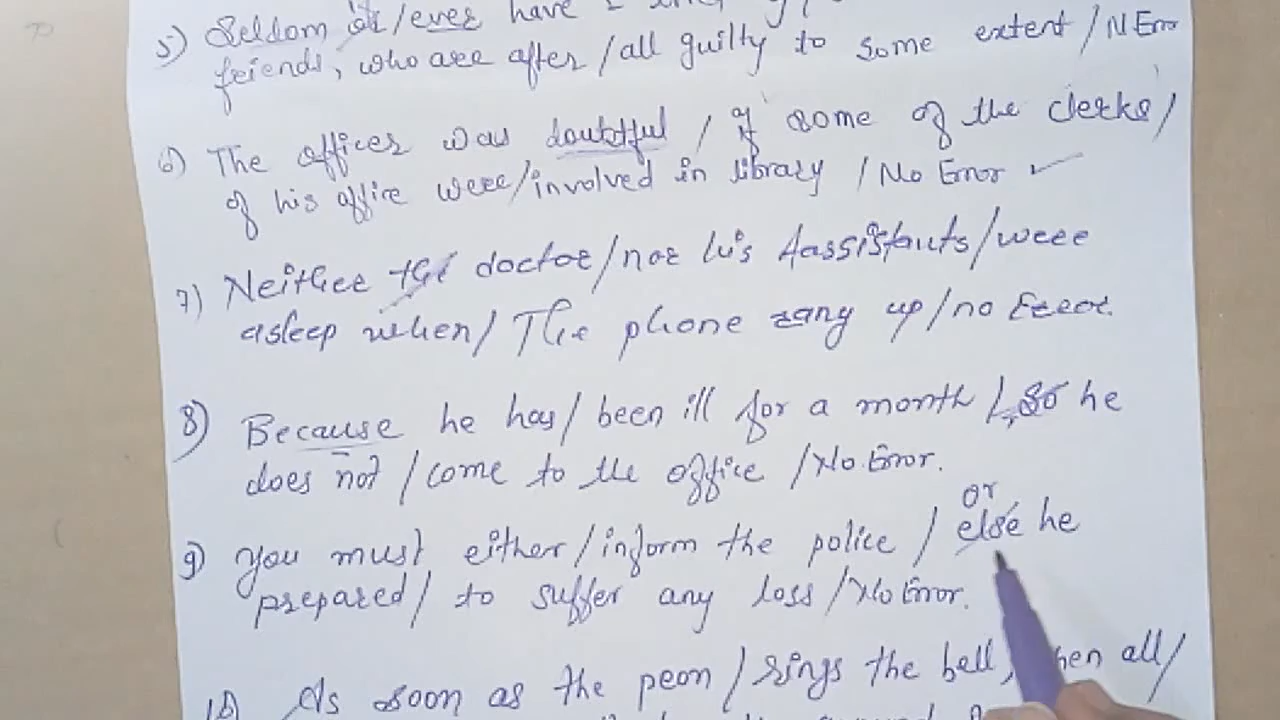 5) Seldom or/ever have I
friends, who are after/all guilty to some extent/N Error
6) The officer was doubtful / if some of the clerks/
of his office were/involved in library / No Error ✓
7) Neither the doctor/nor his Aassistauts/were
asleep when/ The phone rang up/no Error.
8) Because he has/ been ill for a month / so he
does not/come to the office /No Error.
or
9) You must either/inform the police / else he
prepared/ to suffer any loss/No Error.
10) As soon as the peon / rings the bell, then all/